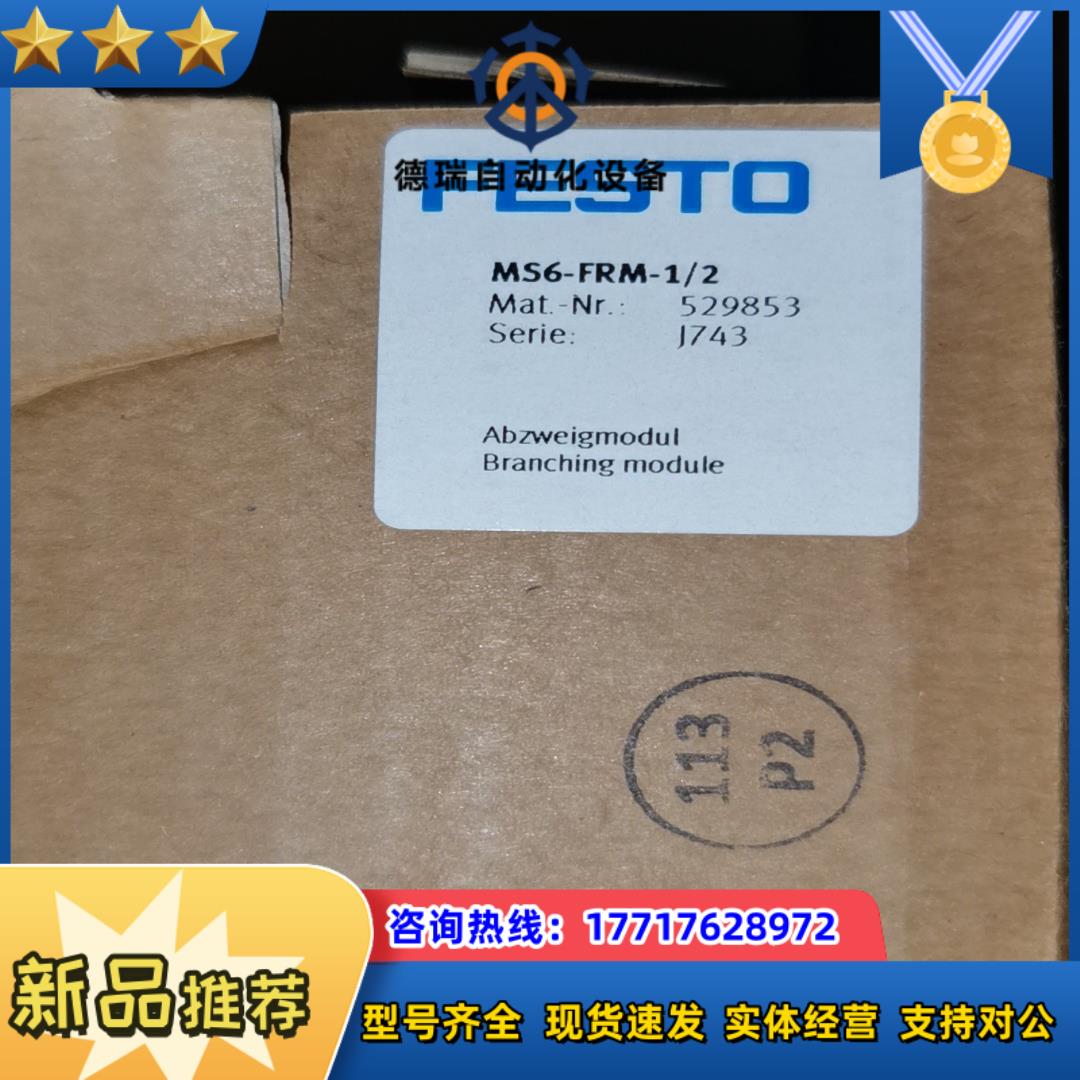 德瑞自动化设备
FESTO
MS6-FRM-1/2
Mat.-Nr.: 529853
Serie: J743
Abzweigmodul
Branching module
113
P2
咨询热线：17717628972
新品推荐
型号齐全 现货速发 实体经营 支持对公